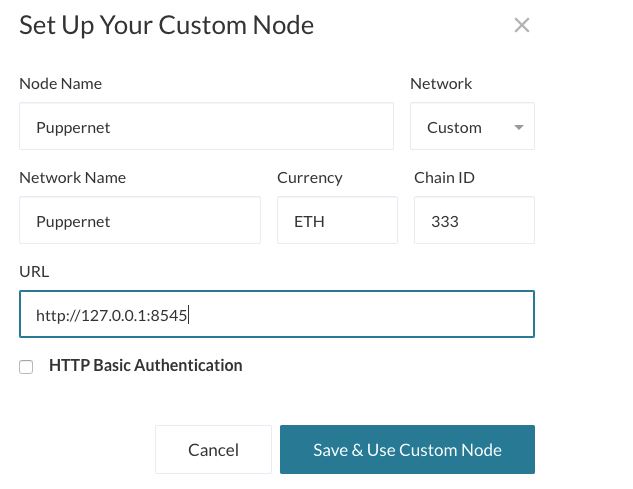 Set Up Your Custom Node
Node Name Network
Puppernet Custom
Network Name Currency Chain ID
Puppernet ETH 333
URL
http://127.0.0.1:8545
HTTP Basic Authentication
Cancel Save & Use Custom Node